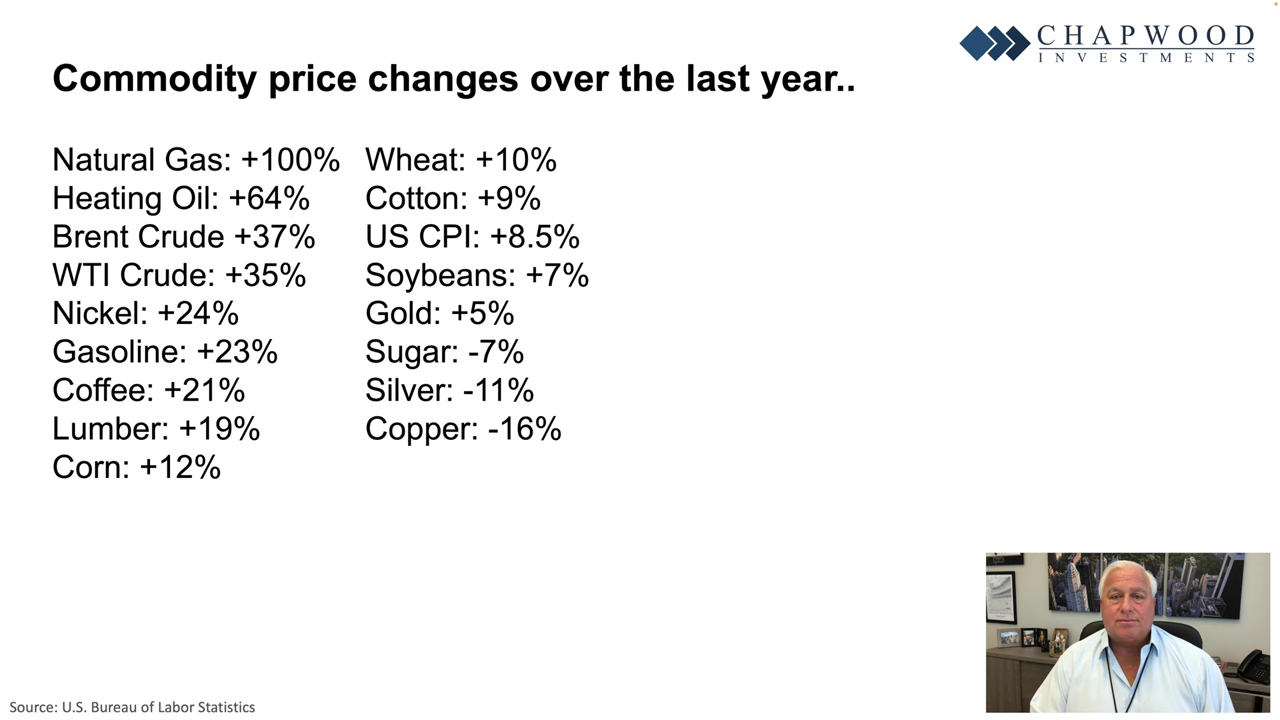 CHAPWOOD
INVESTMENTS
Commodity price changes over the last year..
Natural Gas: +100%
Heating Oil: +64%
Brent Crude +37%
WTI Crude: +35%
Nickel: +24%
Gasoline: +23%
Coffee: +21%
Lumber: +19%
Corn: +12%
Wheat: +10%
Cotton: +9%
US CPI: +8.5%
Soybeans: +7%
Gold: +5%
Sugar: -7%
Silver: -11%
Copper: -16%
Source: U.S. Bureau of Labor Statistics